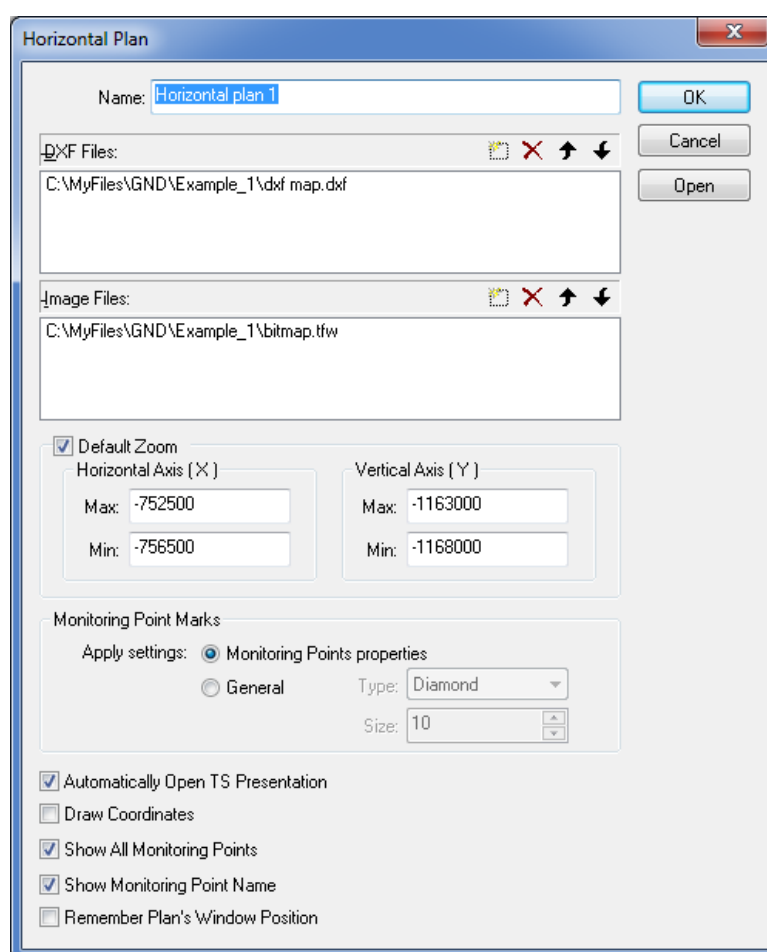 Horizontal Plan
Name: Horizontal plan 1
OK
DXF Files:
Cancel
C:\MyFiles\GND\Example_1\dxf map.dxf
Open
Image Files:
C:\MyFiles\GND\Example_1\bitmap.tfw
Default Zoom
Horizontal Axis ( X )
Vertical Axis ( Y )
Max: -752500
Max: -1163000
Min: -756500
Min: -1168000
Monitoring Point Marks
Apply settings: Monitoring Points properties
General
Type: Diamond
Size: 10
Automatically Open TS Presentation
Draw Coordinates
Show All Monitoring Points
Show Monitoring Point Name
Remember Plan's Window Position